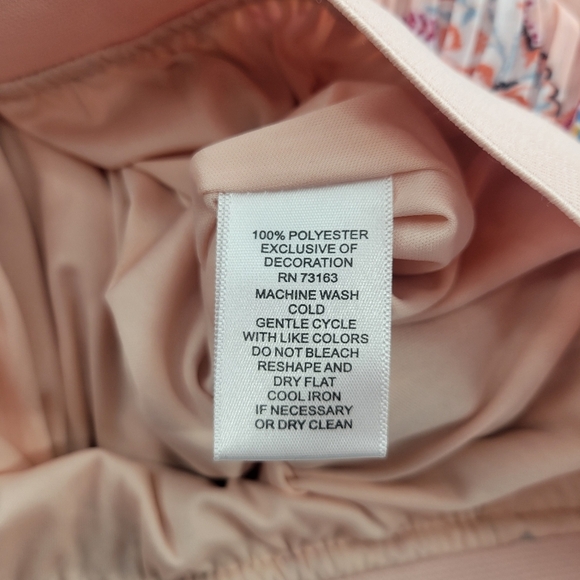 100% POLYESTER
EXCLUSIVE OF
DECORATION
RN 73163
MACHINE WASH
COLD
GENTLE CYCLE
WITH LIKE COLORS
DO NOT BLEACH
RESHAPE AND
DRY FLAT
COOL IRON
IF NECESSARY
OR DRY CLEAN